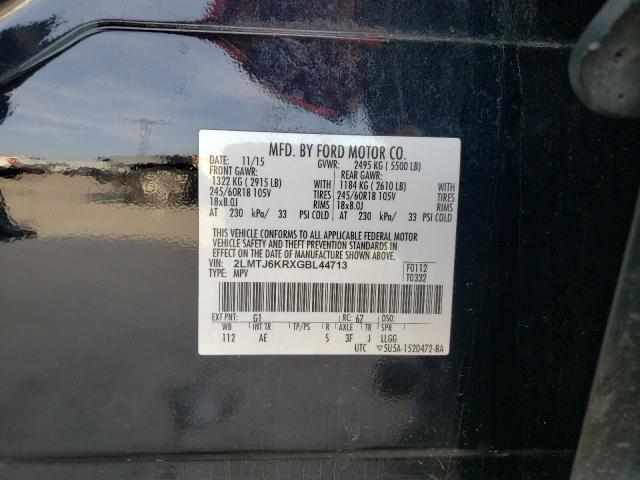 MFD. BY FORD MOTOR CO.
DATE: 11/15 GVWR: 2495 KG ( 5500 LB)
FRONT GAWR: REAR GAWR:
1322 KG ( 2915 LB) 1184 KG ( 2610 LB)
245/60R18 105V TIRES 245/60R18 105V TIRES
18x8.0J RIMS 18x8.0J RIMS
AT 230 kPa/ 33 PSI COLD AT 230 kPa/ 33 PSI COLD
THIS VEHICLE CONFORMS TO ALL APPLICABLE FEDERAL MOTOR
VEHICLE SAFETY AND THEFT PREVENTION STANDARDS IN
EFFECT ON THE DATE OF MANUFACTURE SHOWN ABOVE.
VIN: 2LMTJ6KRXGBL44713 F0112
TYPE: MPV T0332
EXT PNT: G1 RC: 67
WB INT TR TP/PS R AXLE TR SPR
112 AE S 3F J LLGG
UTC ▽5U5A-1520472-BA